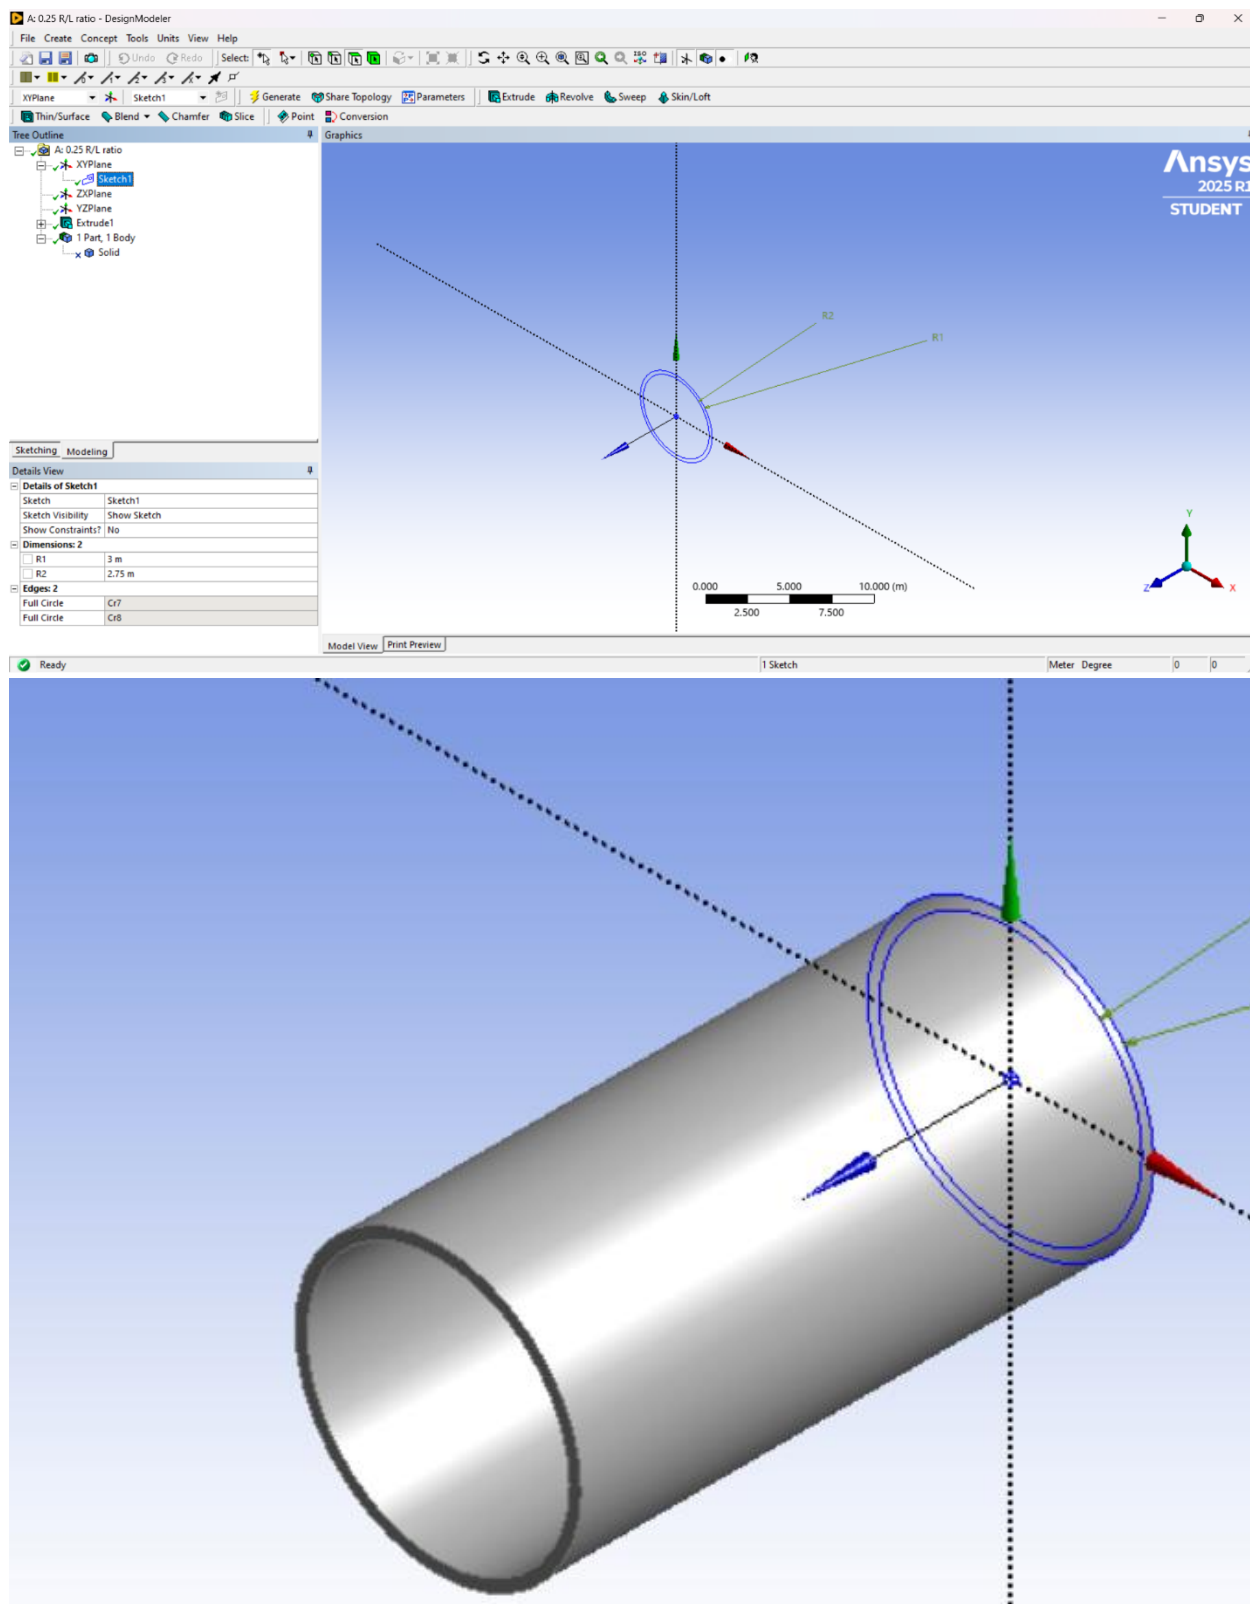 A: 0.25 R/L ratio - DesignModeler
File Create Concept Tools Units View Help
Undo Redo Select:
XYPlane Sketch1 Generate Share Topology Parameters Extrude Revolve Sweep Skin/Loft
Thin/Surface Blend Chamfer Slice Point Conversion
Tree Outline
A: 0.25 R/L ratio
XYPlane
Sketch1
ZXPlane
YZPlane
Extrude1
1 Part, 1 Body
Solid
Sketching Modeling
Details View
Details of Sketch1
Sketch Sketch1
Sketch Visibility Show Sketch
Show Constraints? No
Dimensions: 2
R1 3 m
R2 2.75 m
Edges: 2
Full Circle Cr7
Full Circle Cr8
Graphics
Ansys
2025 R1
STUDENT
R2
R1
0.000 5.000 10.000 (m)
2.500 7.500
Y
Z X
Model View Print Preview
Ready 1 Sketch Meter Degree 0 0